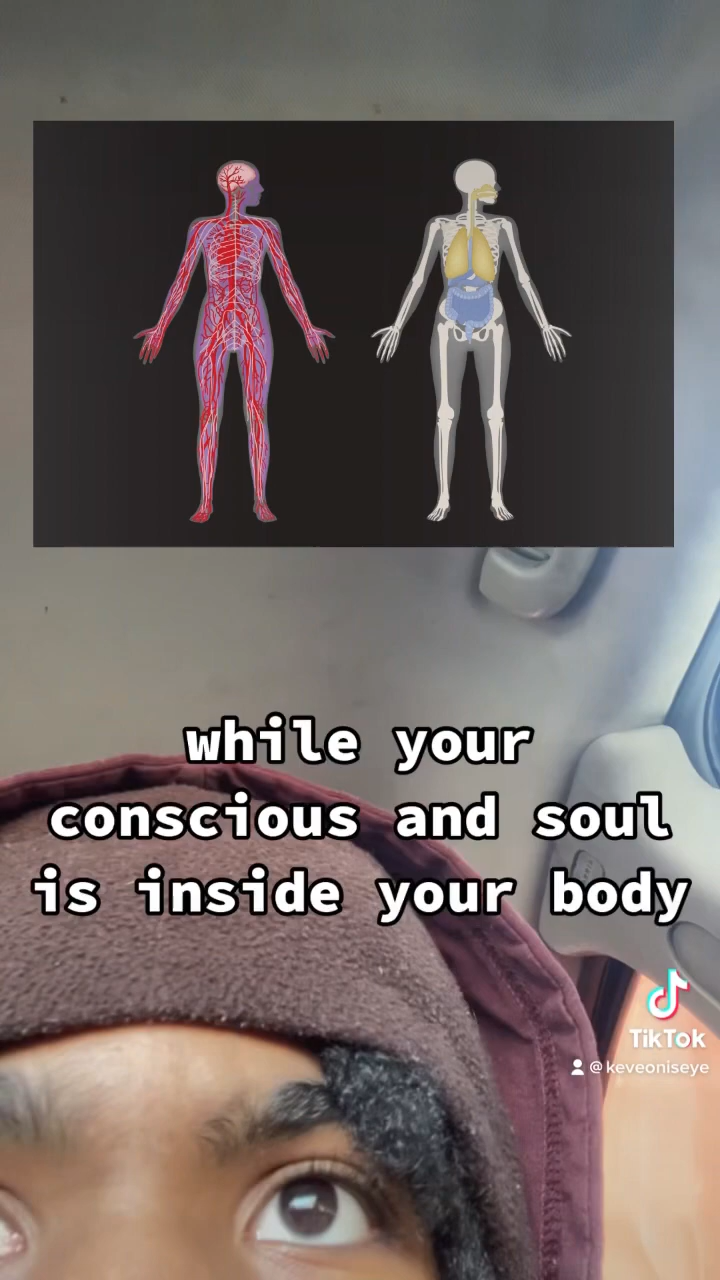 while your
conscious and soul
is inside your body
TikTok
@keveoniseye